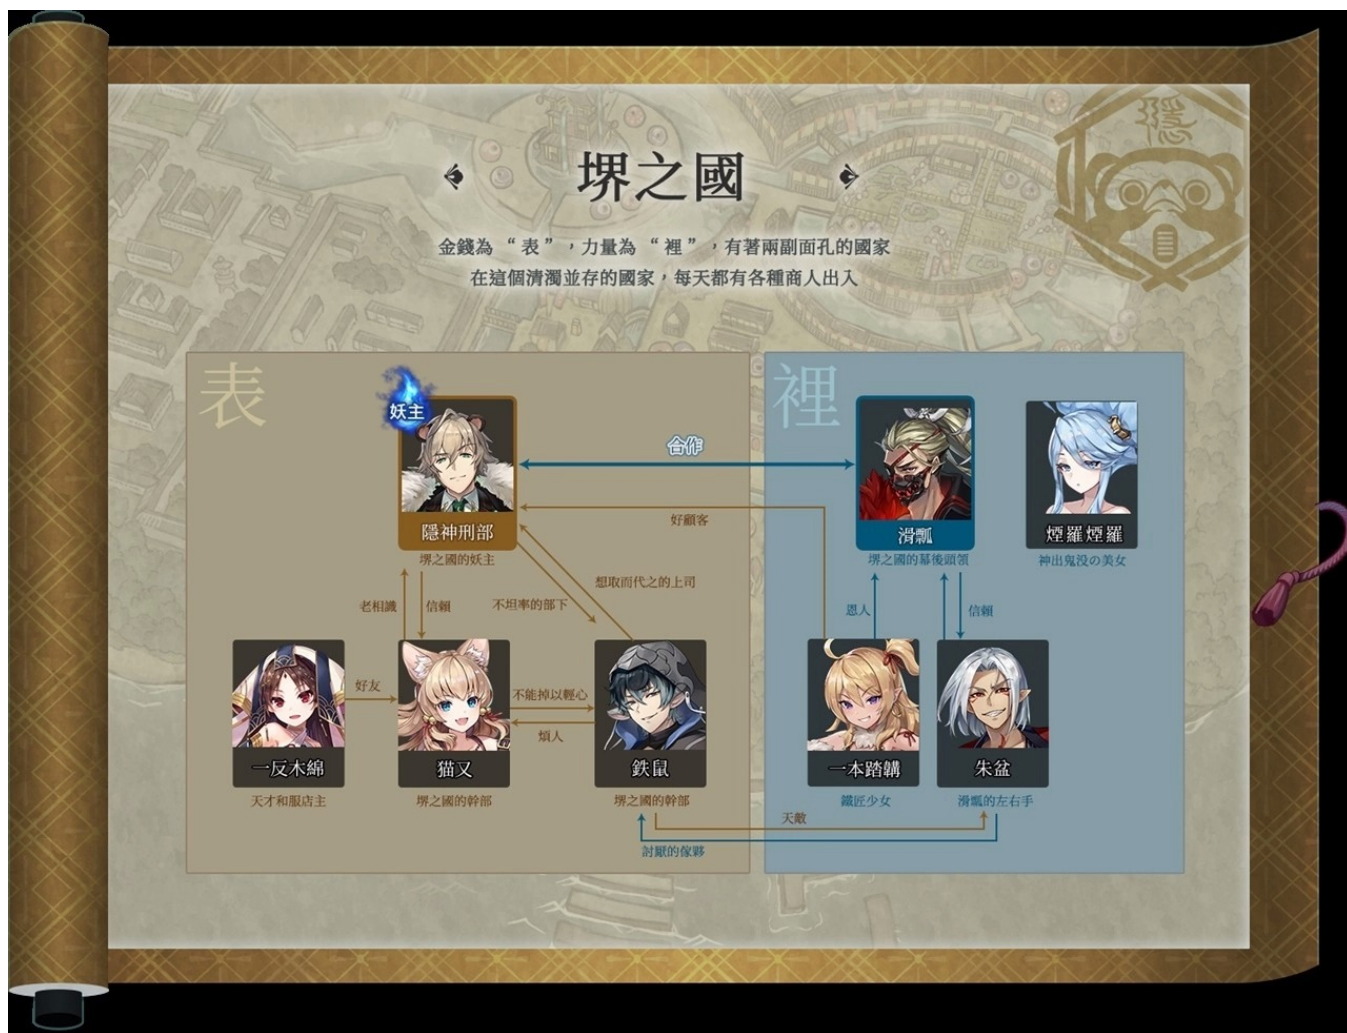 隱
堺之國
金錢為“表”，力量為“裡”，有著兩副面孔的國家
在這個清濁並存的國家，每天都有各種商人出入
表
妖主
隱神刑部
堺之國的妖主
合作
好顧客
裡
滑瓢
堺之國的幕後頭領
煙羅煙羅
神出鬼没の美女
老相識
信賴
不坦率的部下
想取而代之的上司
恩人
信賴
一反木綿
天才和服店主
好友
猫又
堺之國的幹部
不能掉以輕心
煩人
鉄鼠
堺之國的幹部
一本踏鞴
鐵匠少女
朱盆
滑瓢的左右手
天敵
討厭的傢夥